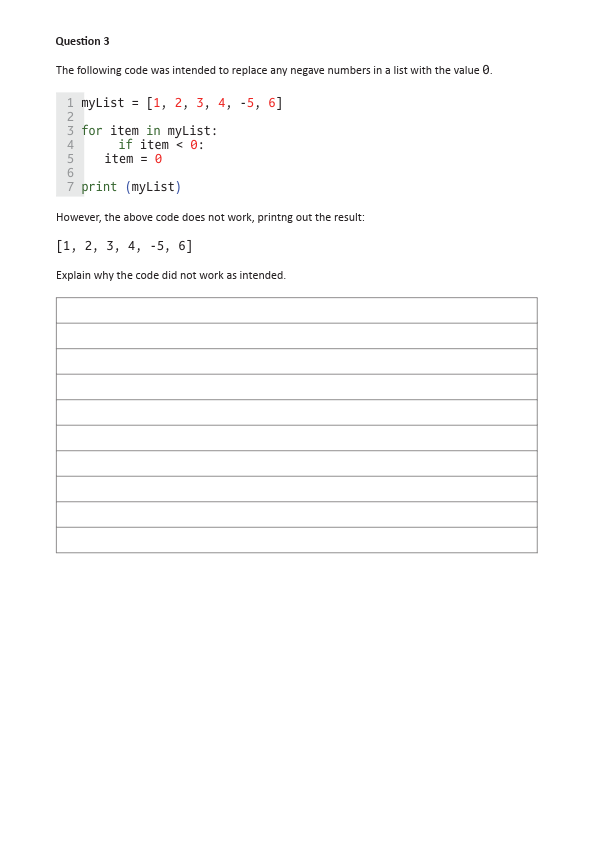 Question 3
The following code was intended to replace any negave numbers in a list with the value 0.
1 myList = [1, 2, 3, 4, -5, 6]
2
3 for item in myList:
4 if item < 0:
5 item = 0
6
7 print (myList)
However, the above code does not work, printng out the result:
[1, 2, 3, 4, -5, 6]
Explain why the code did not work as intended.